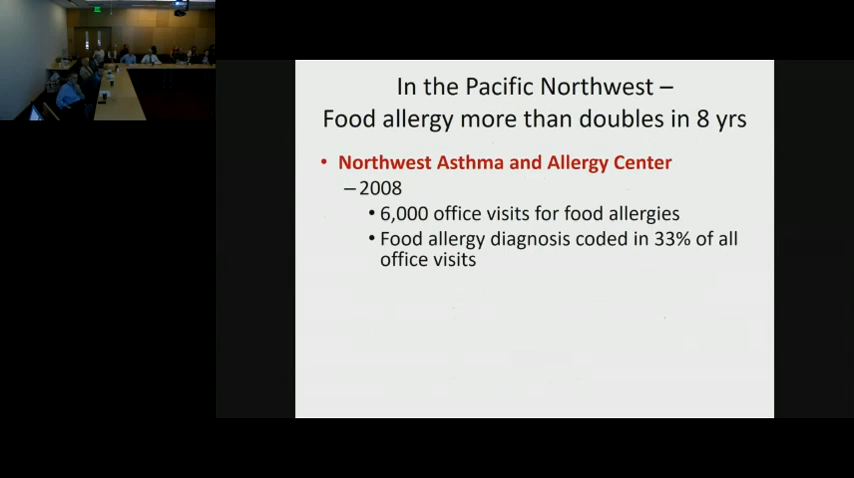 In the Pacific Northwest –
Food allergy more than doubles in 8 yrs
• Northwest Asthma and Allergy Center
–2008
• 6,000 office visits for food allergies
• Food allergy diagnosis coded in 33% of all
office visits